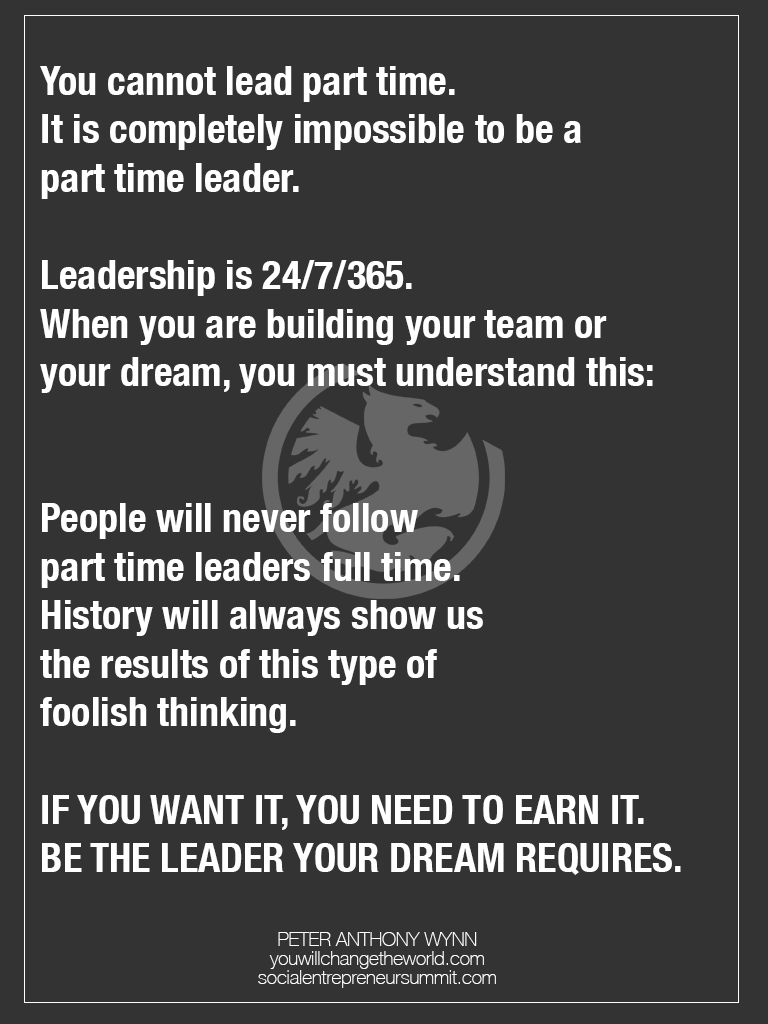 You cannot lead part time.
It is completely impossible to be a
part time leader.
Leadership is 24/7/365.
When you are building your team or
your dream, you must understand this:
People will never follow
part time leaders full time.
History will always show us
the results of this type of
foolish thinking.
IF YOU WANT IT, YOU NEED TO EARN IT.
BE THE LEADER YOUR DREAM REQUIRES.
PETER ANTHONY WYNN
youwillchangetheworld.com
socialentrepreneursummit.com